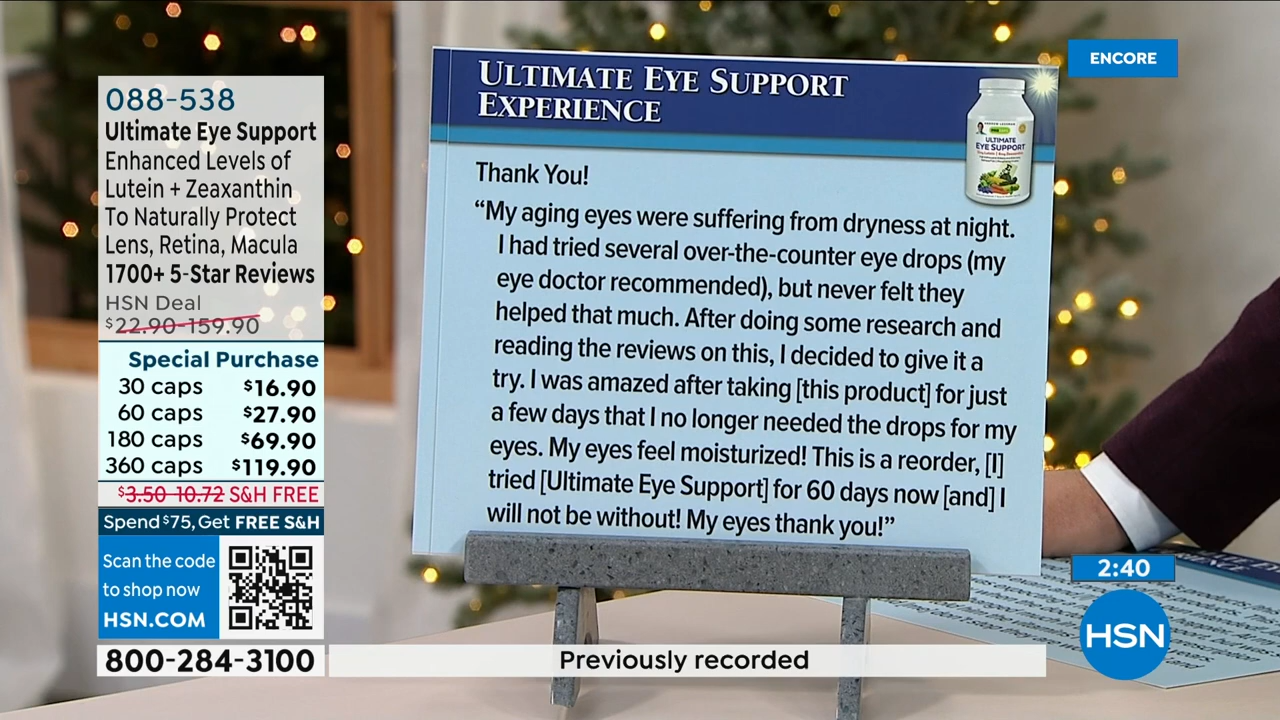 088-538
Ultimate Eye Support
Enhanced Levels of
Lutein + Zeaxanthin
To Naturally Protect
Lens, Retina, Macula
1700+ 5-Star Reviews
HSN Deal
$22.90-159.90
Special Purchase
30 caps $16.90
60 caps $27.90
180 caps $69.90
360 caps $119.90
$3.50-10.72 S&H FREE
Spend $75, Get FREE S&H
Scan the code
to shop now
HSN.COM
800-284-3100
Previously recorded
ENCORE
ULTIMATE EYE SUPPORT
EXPERIENCE
ULTIMATE
EYE SUPPORT
Thank You!
“My aging eyes were suffering from dryness at night.
I had tried several over-the-counter eye drops (my
eye doctor recommended), but never felt they
helped that much. After doing some research and
reading the reviews on this, I decided to give it a
try. I was amazed after taking [this product] for just
a few days that I no longer needed the drops for my
eyes. My eyes feel moisturized! This is a reorder, [I]
tried [Ultimate Eye Support] for 60 days now [and] I
will not be without! My eyes thank you!”
2:40
HSN